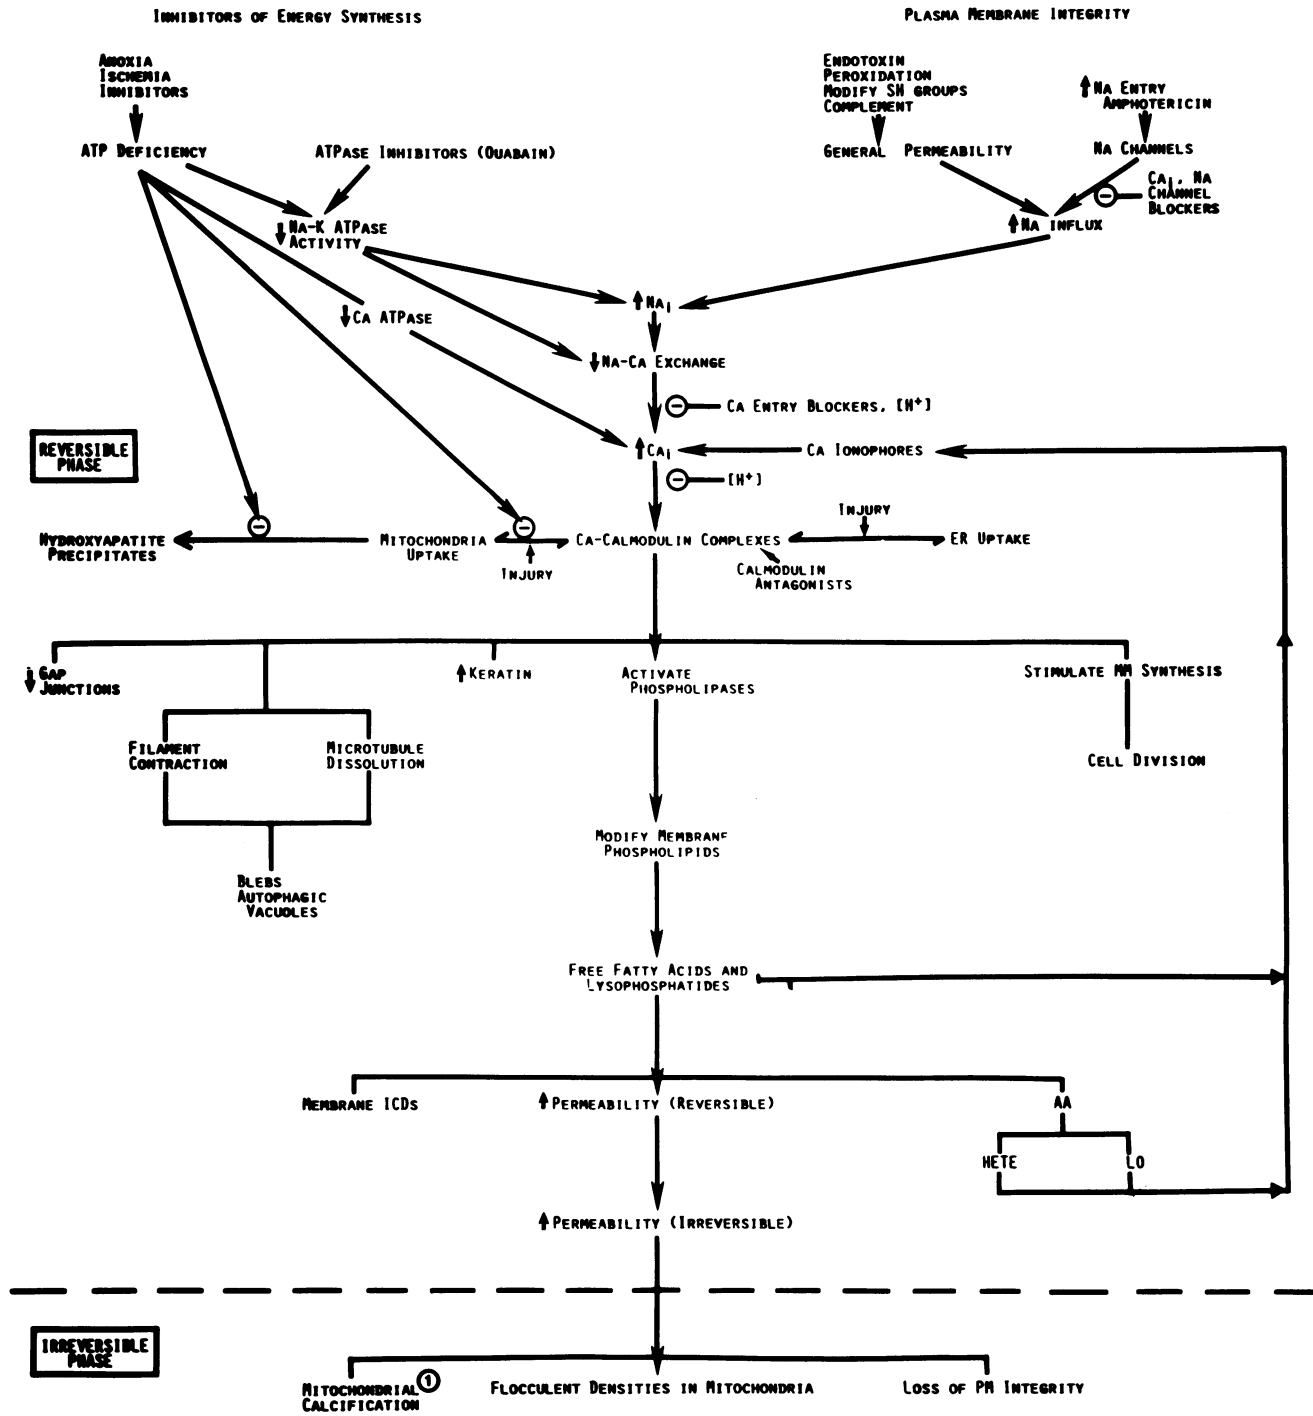 INHIBITORS OF ENERGY SYNTHESIS
PLASMA MEMBRANE INTEGRITY
ANOXIA
ISCHEMIA
INHIBITORS
ENDOTOXIN
PEROXIDATION
MODIFY SH GROUPS
COMPLEMENT
↑NA ENTRY
AMPHOTERICIN
ATP DEFICIENCY
ATPASE INHIBITORS (OUABAIN)
GENERAL PERMEABILITY
NA CHANNELS
CAi, NA
CHANNEL
BLOCKERS
−
↓NA-K ATPASE
ACTIVITY
↑NA INFLUX
↑NAi
↓CA ATPASE
↓NA-CA EXCHANGE
− CA ENTRY BLOCKERS, [H+]
REVERSIBLE
PHASE
↑CAi
CA IONOPHORES
− [H+]
INJURY
− −
HYDROXYAPATITE
PRECIPITATES
MITOCHONDRIA
UPTAKE
CA-CALMODULIN COMPLEXES
ER UPTAKE
INJURY
CALMODULIN
ANTAGONISTS
↓GAP
JUNCTIONS
↑KERATIN
ACTIVATE
PHOSPHOLIPASES
STIMULATE MM SYNTHESIS
FILAMENT
CONTRACTION
MICROTUBULE
DISSOLUTION
CELL DIVISION
MODIFY MEMBRANE
PHOSPHOLIPIDS
BLEBS
AUTOPHAGIC
VACUOLES
FREE FATTY ACIDS AND
LYSOPHOSPHATIDES
MEMBRANE ICDS
↑PERMEABILITY (REVERSIBLE)
AA
HETE
LO
↑PERMEABILITY (IRREVERSIBLE)
IRREVERSIBLE
PHASE
MITOCHONDRIAL 1
CALCIFICATION
FLOCCULENT DENSITIES IN MITOCHONDRIA
LOSS OF PM INTEGRITY